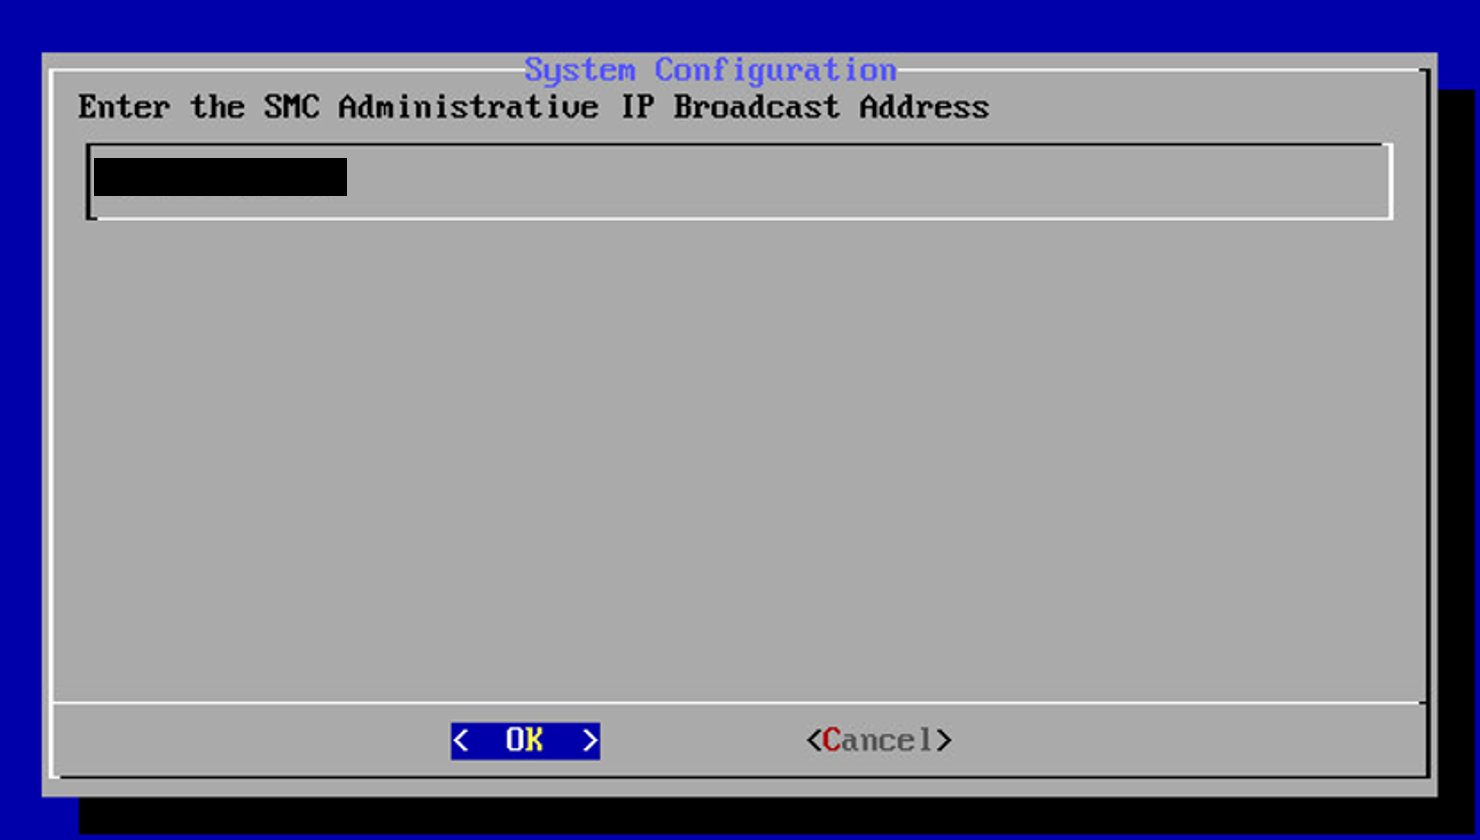 System Configuration
Enter the SMC Administrative IP Broadcast Address
< OK > <Cancel>